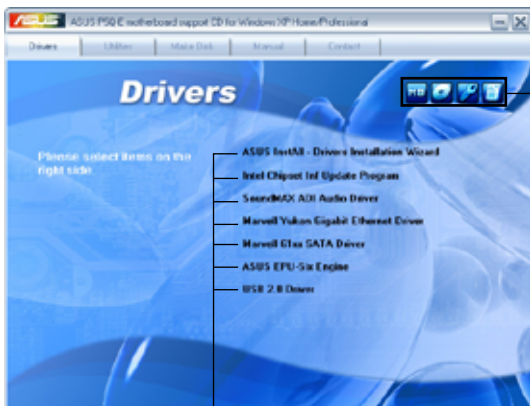 ASUS
ASUS P5Q-E motherboard support CD for Windows XP Home/Professional
Drivers
Utilities
Make Disk
Manual
Contact
Drivers
Please select items on the
right side.
ASUS InstAll - Drivers Installation Wizard
Intel Chipset Inf Update Program
SoundMAX ADI Audio Driver
Marvell Yukon Gigabit Ethernet Driver
Marvell 61xx SATA Driver
ASUS EPU-Six Engine
USB 2.0 Driver